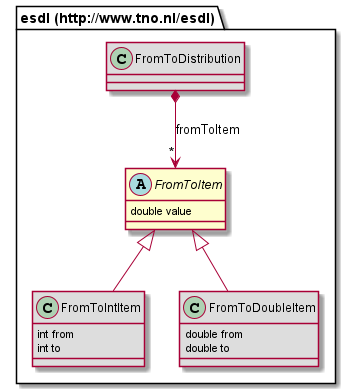 esdl (http://www.tno.nl/esdl)
C FromToDistribution
fromToItem
*
A FromToItem
double value
C FromToIntItem
int from
int to
C FromToDoubleItem
double from
double to